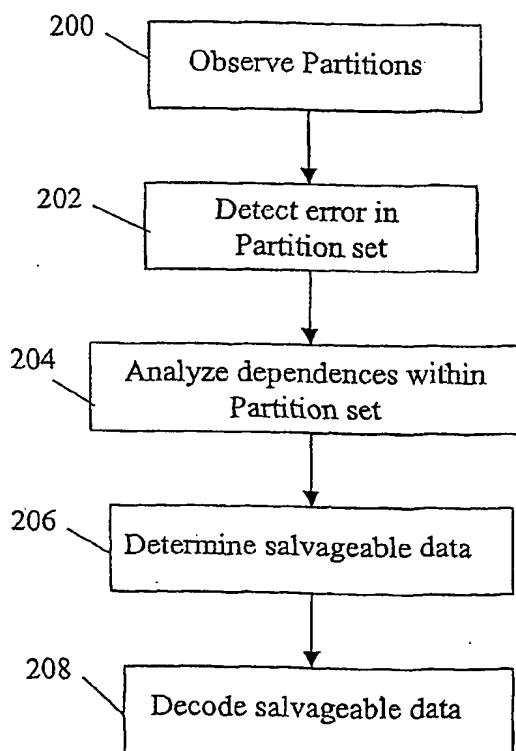 200
Observe Partitions
202
Detect error in
Partition set
204
Analyze dependences within
Partition set
206
Determine salvageable data
208
Decode salvageable data